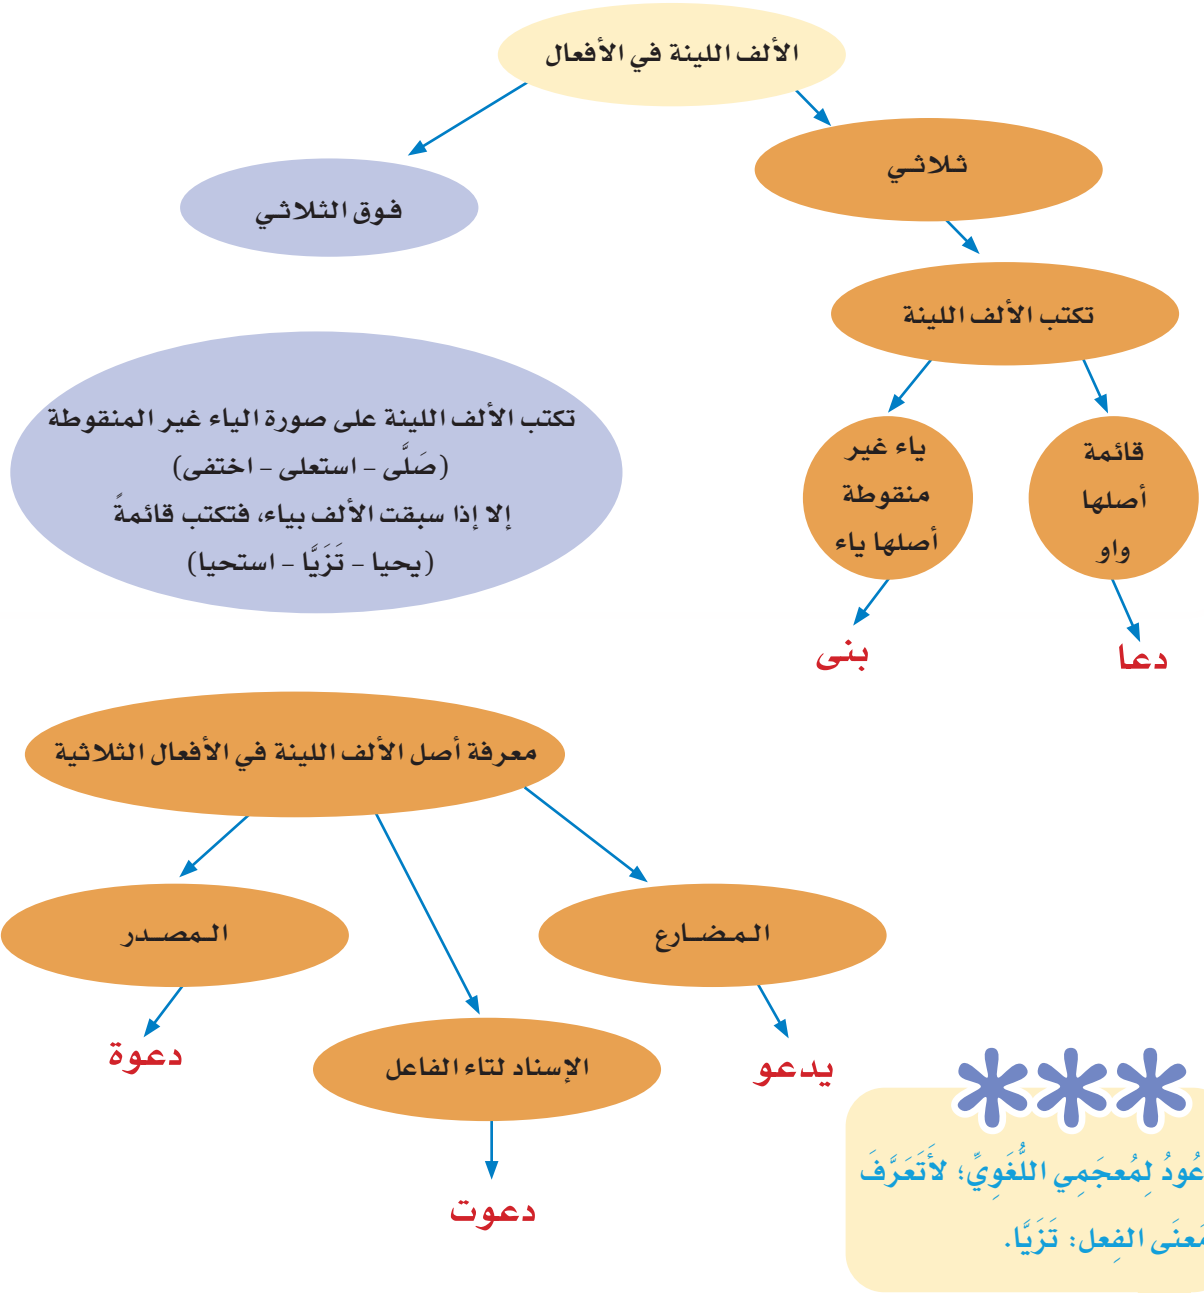 الألف اللينة في الأفعال
ثلاثي
فوق الثلاثي
تكتب الألف اللينة
قائمة
أصلها
واو
ياء غير
منقوطة
أصلها ياء
دعا
بنى
تكتب الألف اللينة على صورة الياء غير المنقوطة
(صَلَّى - استعلى - اختفى)
إلا إذا سبقت الألف بياء، فتكتب قائمةً
(يحيا - تَزَيَّا - استحيا)
معرفة أصل الألف اللينة في الأفعال الثلاثية
المضارع
الإسناد لتاء الفاعل
المصدر
يدعو
دعوت
دعوة
عُودُ لِمُعجَمِي اللُّغَوِيِّ؛ لأَتَعَرَّفَ
مَعنَى الفِعل: تَزَيَّا.